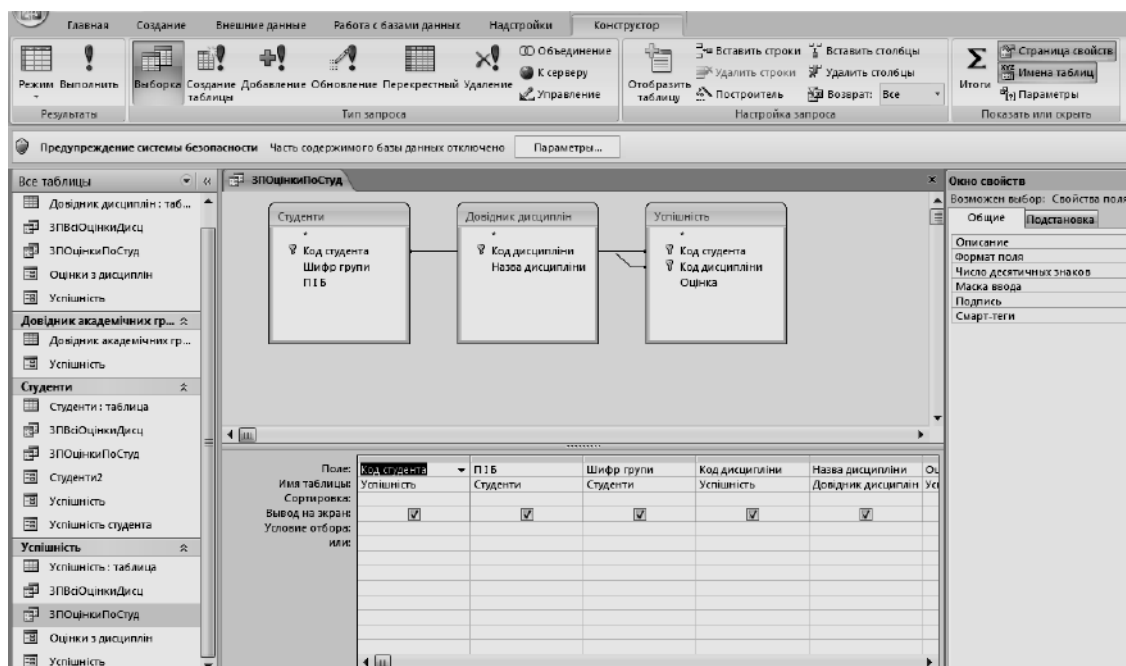 Главная Создание Внешние данные Работа с базами данных Надстройки Конструктор
Режим Выполнить Выборка Создание таблицы Добавление Обновление Перекрестный Удаление
Объединение
К серверу
Управление
Отобразить таблицу
Вставить строки Вставить столбцы
Удалить строки Удалить столбцы
Построитель Возврат: Все
Итоги
Страница свойств
Имена таблиц
Параметры
Результаты Тип запроса Настройка запроса Показать или скрыть
Предупреждение системы безопасности Часть содержимого базы данных отключено Параметры...
Все таблицы
Довідник дисциплін : таб...
ЗПВсіОцінкиДисц
ЗПОцінкиПоСтуд
Оцінки з дисциплін
Успішність
Довідник академічних гр...
Довідник академічних гр...
Успішність
Студенти
Студенти : таблица
ЗПВсіОцінкиДисц
ЗПОцінкиПоСтуд
Студенти2
Успішність
Успішність студента
Успішність
Успішність : таблица
ЗПВсіОцінкиДисц
ЗПОцінкиПоСтуд
Оцінки з дисциплін
Успішність
ЗПОцінкиПоСтуд
Студенти
*
Код студента
Шифр групи
П І Б
Довідник дисциплін
*
Код дисципліни
Назва дисципліни
Успішність
*
Код студента
Код дисципліни
Оцінка
Поле: Код студента П І Б Шифр групи Код дисципліни Назва дисципліни Оц
Имя таблицы: Успішність Студенти Студенти Успішність Довідник дисциплін Усі
Сортировка:
Вывод на экран:
Условие отбора:
или:
Окно свойств
Возможен выбор: Свойства поля
Общие Подстановка
Описание
Формат поля
Число десятичных знаков
Маска ввода
Подпись
Смарт-теги